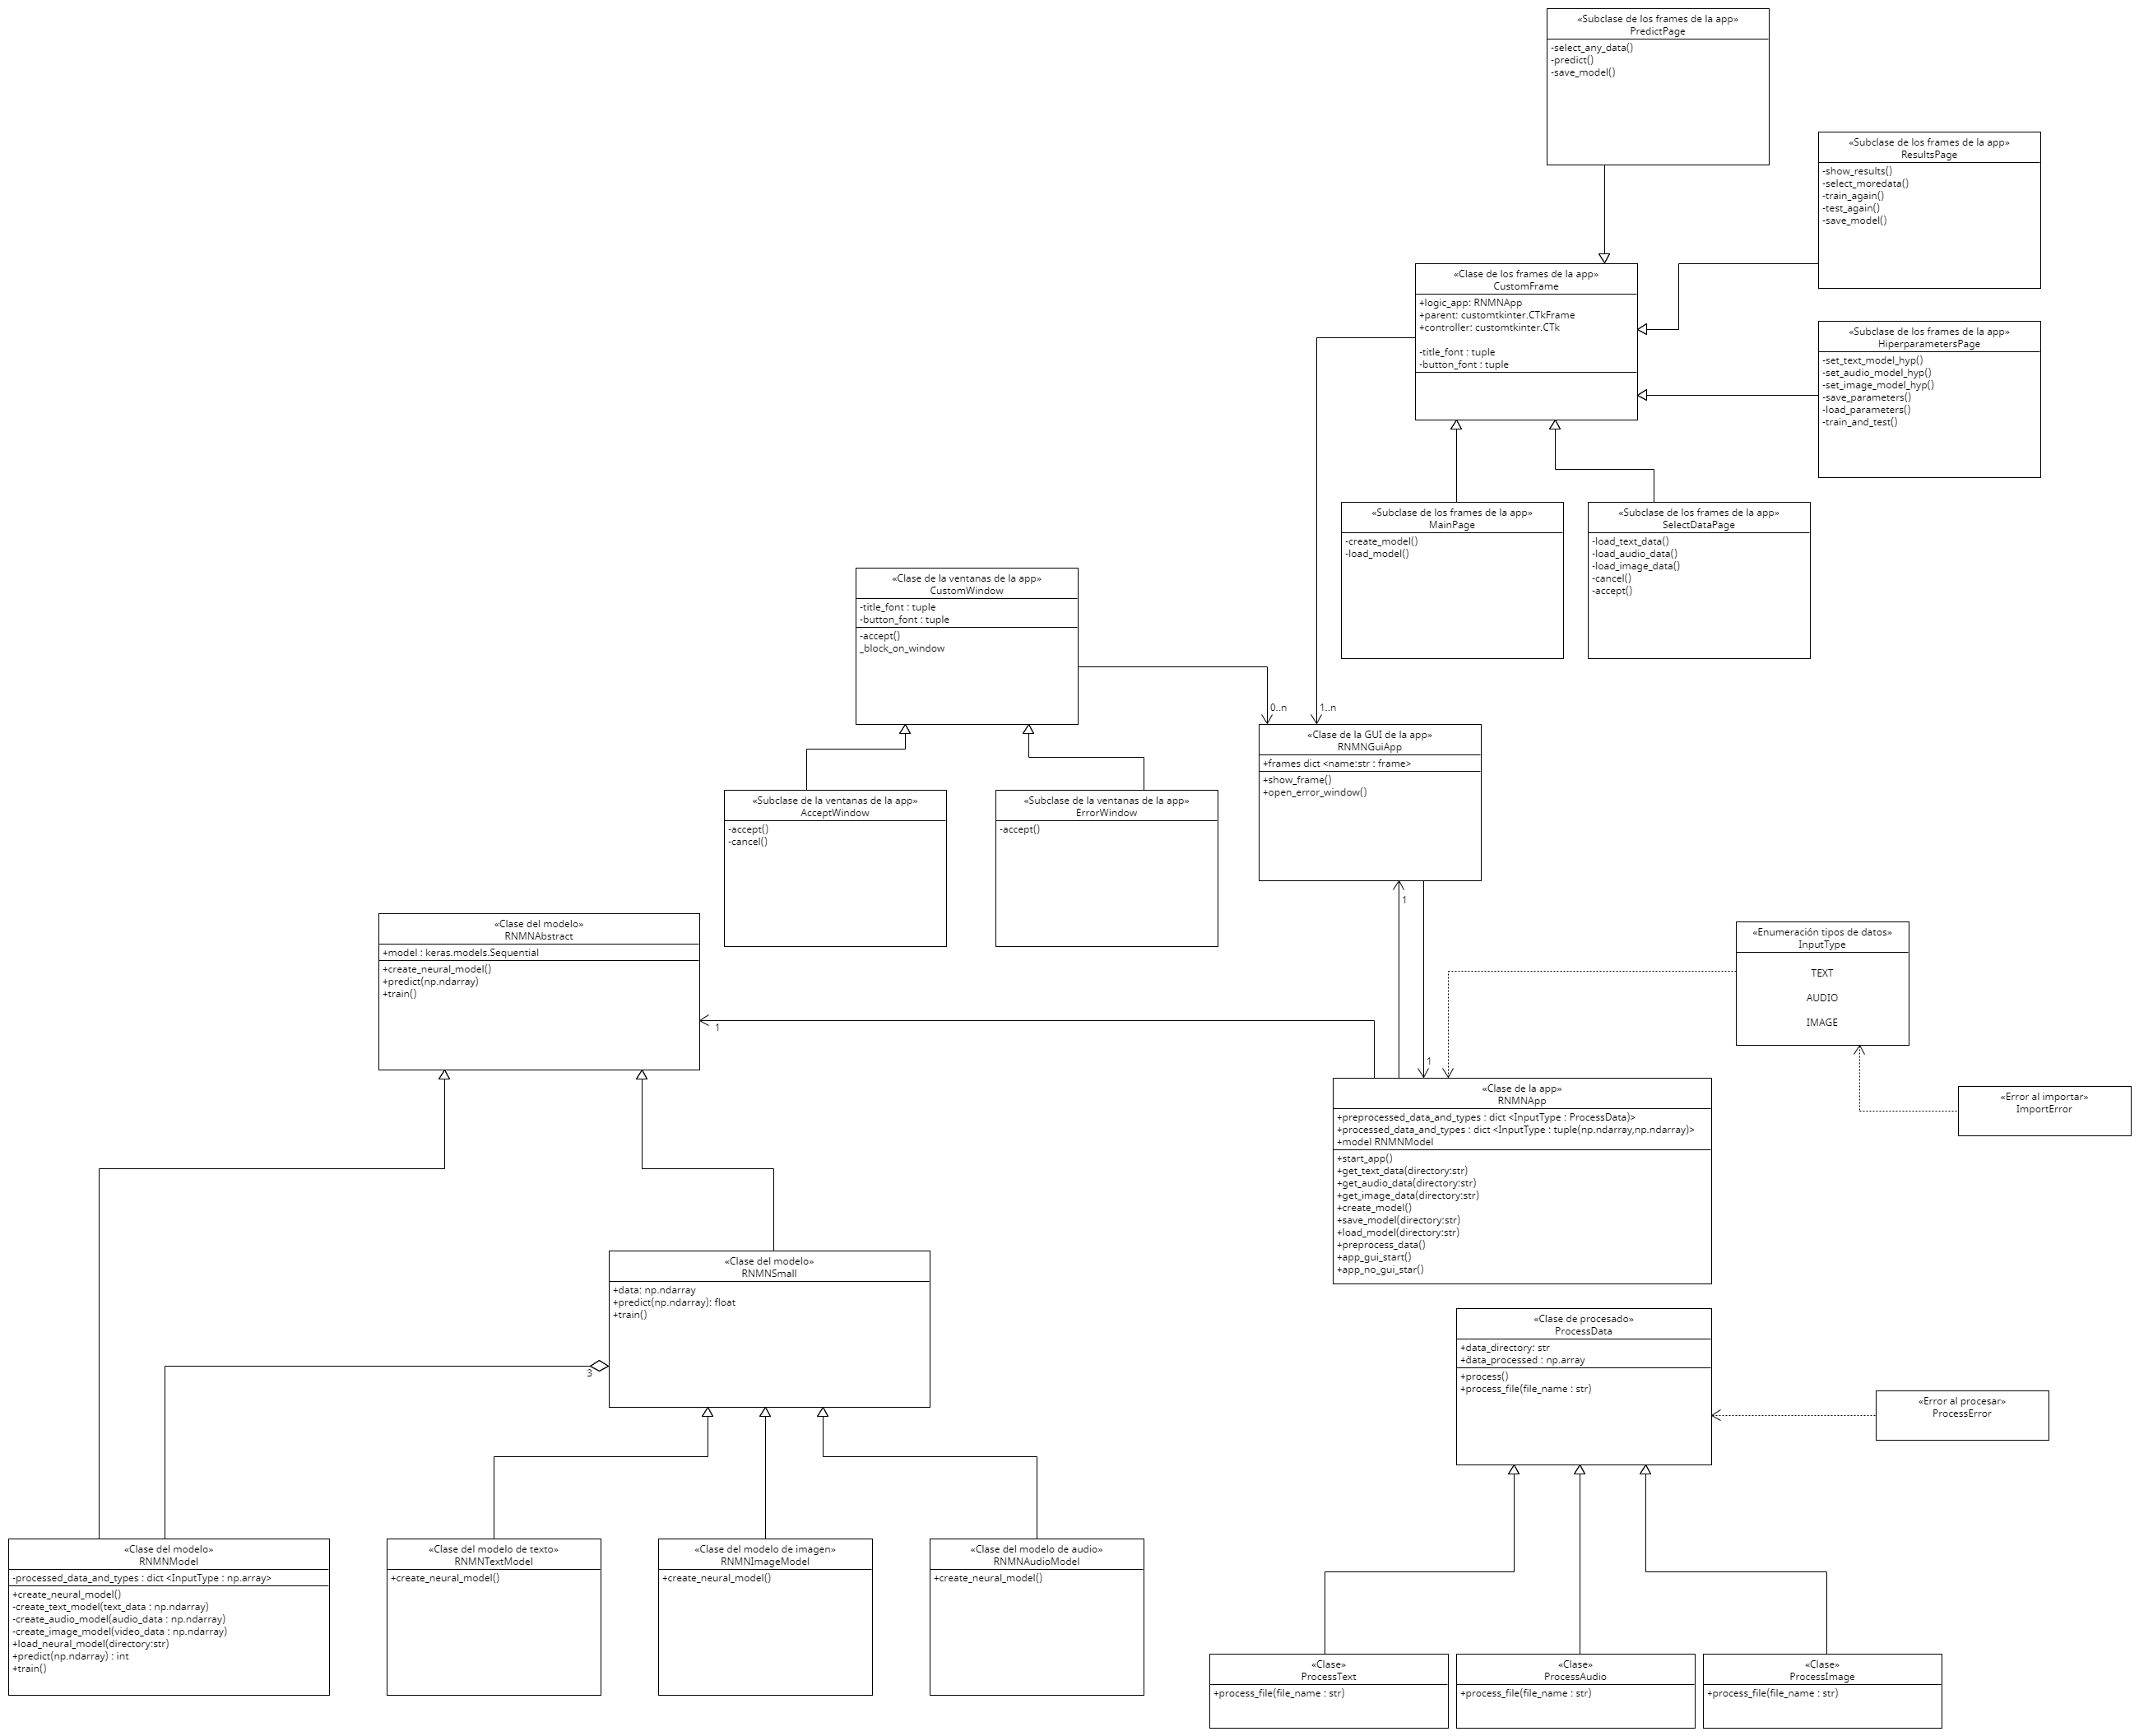 «Subclase de los frames de la app»
PredictPage
-select_any_data()
-predict()
-save_model()
«Subclase de los frames de la app»
ResultsPage
-show_results()
-select_moredata()
-train_again()
-test_again()
-save_model()
«Clase de los frames de la app»
CustomFrame
+logic_app: RNMNApp
+parent: customtkinter.CTkFrame
+controller: customtkinter.CTk
-title_font : tuple
-button_font : tuple
«Subclase de los frames de la app»
HiperparametersPage
-set_text_model_hyp()
-set_audio_model_hyp()
-set_image_model_hyp()
-save_parameters()
-load_parameters()
-train_and_test()
«Subclase de los frames de la app»
MainPage
-create_model()
-load_model()
«Subclase de los frames de la app»
SelectDataPage
-load_text_data()
-load_audio_data()
-load_image_data()
-cancel()
-accept()
«Clase de la ventanas de la app»
CustomWindow
-title_font : tuple
-button_font : tuple
-accept()
_block_on_window
0..n
1..n
«Clase de la GUI de la app»
RNMNGuiApp
+frames dict <name:str : frame>
+show_frame()
+open_error_window()
«Subclase de la ventanas de la app»
AcceptWindow
-accept()
-cancel()
«Subclase de la ventanas de la app»
ErrorWindow
-accept()
1
«Clase del modelo»
RNMNAbstract
+model : keras.models.Sequential
+create_neural_model()
+predict(np.ndarray)
+train()
1
«Enumeración tipos de datos»
InputType
TEXT
AUDIO
IMAGE
1
«Clase de la app»
RNMNApp
+preprocessed_data_and_types : dict <InputType : ProcessData)>
+processed_data_and_types : dict <InputType : tuple(np.ndarray,np.ndarray)>
+model RNMNModel
+start_app()
+get_text_data(directory:str)
+get_audio_data(directory:str)
+get_image_data(directory:str)
+create_model()
+save_model(directory:str)
+load_model(directory:str)
+preprocess_data()
+app_gui_start()
+app_no_gui_star()
«Error al importar»
ImportError
«Clase del modelo»
RNMNSmall
+data: np.ndarray
+predict(np.ndarray): float
+train()
3
«Clase de procesado»
ProcessData
+data_directory: str
+data_processed : np.array
+process()
+process_file(file_name : str)
«Error al procesar»
ProcessError
«Clase del modelo»
RNMNModel
-processed_data_and_types : dict <InputType : np.array>
+create_neural_model()
-create_text_model(text_data : np.ndarray)
-create_audio_model(audio_data : np.ndarray)
-create_image_model(video_data : np.ndarray)
+load_neural_model(directory:str)
+predict(np.ndarray) : int
+train()
«Clase del modelo de texto»
RNMNTextModel
+create_neural_model()
«Clase del modelo de imagen»
RNMNImageModel
+create_neural_model()
«Clase del modelo de audio»
RNMNAudioModel
+create_neural_model()
«Clase»
ProcessText
+process_file(file_name : str)
«Clase»
ProcessAudio
+process_file(file_name : str)
«Clase»
ProcessImage
+process_file(file_name : str)